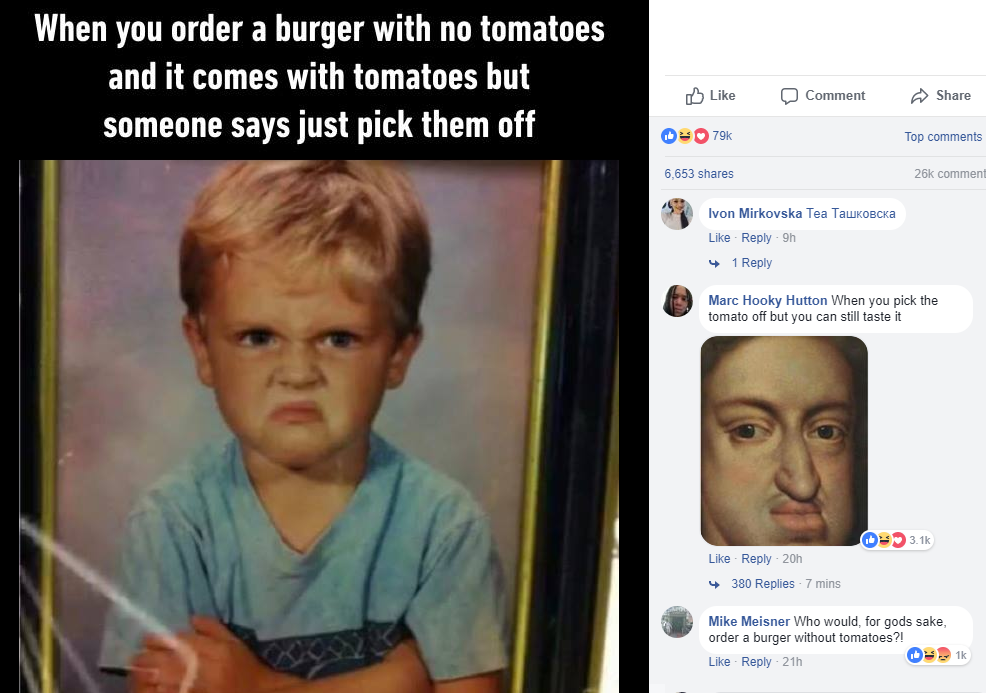 When you order a burger with no tomatoes
and it comes with tomatoes but
someone says just pick them off
Like Comment Share
79k Top comments
6,653 shares 26k comment
Ivon Mirkovska Теа Ташковска
Like · Reply · 9h
1 Reply
Marc Hooky Hutton When you pick the
tomato off but you can still taste it
3.1k
Like · Reply · 20h
380 Replies · 7 mins
Mike Meisner Who would, for gods sake,
order a burger without tomatoes?!
1k
Like · Reply · 21h